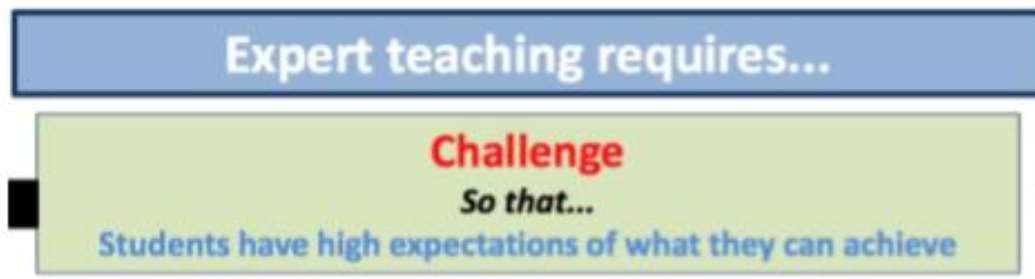 Expert teaching requires...
Challenge
So that...
Students have high expectations of what they can achieve